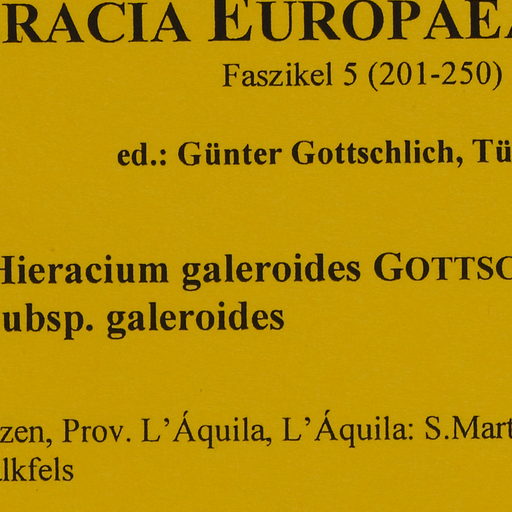 RACIA EUROPAEA
Faszikel 5 (201-250)
ed.: Günter Gottschlich, Tü
Hieracium galeroides GOTTSC
ubsp. galeroides
zen, Prov. L’Áquila, L’Áquila: S.Mart
lkfels